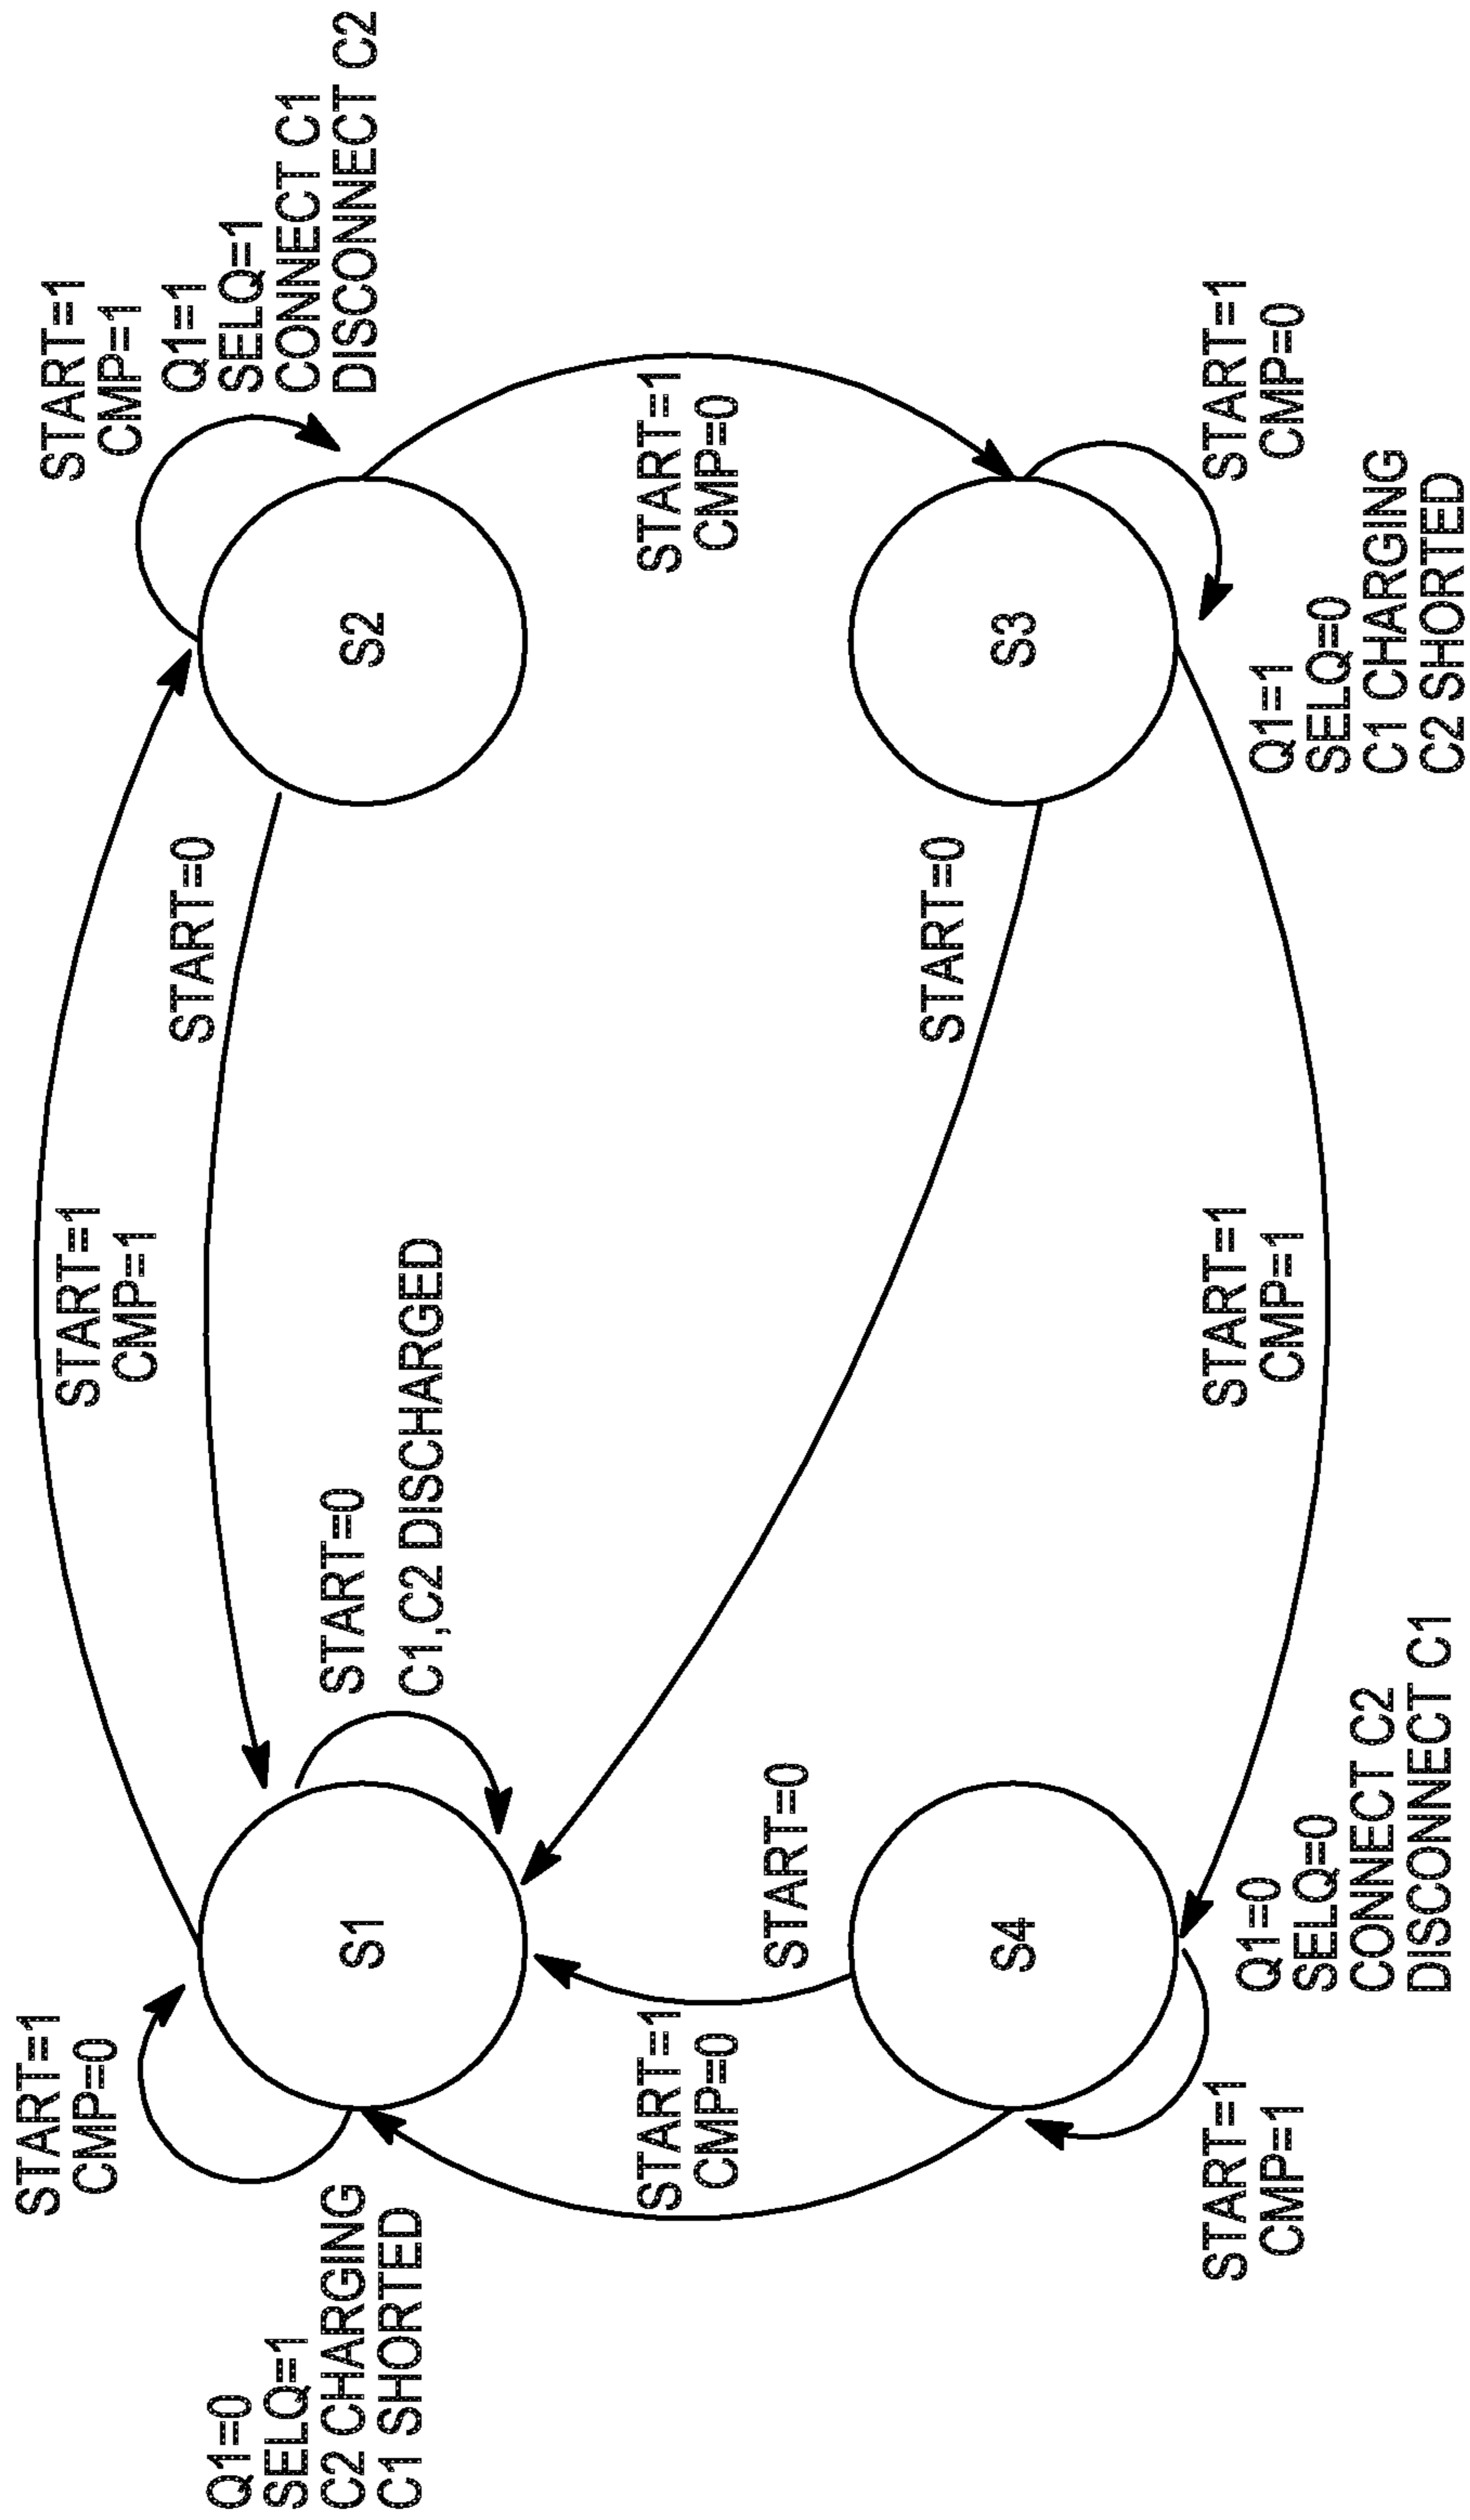 START=1
CMP=0
Q1=0
SELQ=1
C2 CHARGING
C1 SHORTED
S1
START=0
C1,C2 DISCHARGED
START=1
CMP=1
START=0
START=1
CMP=1
Q1=1
SELQ=1
CONNECT C1
DISCONNECT C2
S2
START=1
CMP=0
START=0
START=1
CMP=0
START=0
S4
S3
START=1
CMP=1
Q1=0
SELQ=0
CONNECT C2
DISCONNECT C1
START=1
CMP=1
START=1
CMP=0
Q1=1
SELQ=0
C1 CHARGING
C2 SHORTED